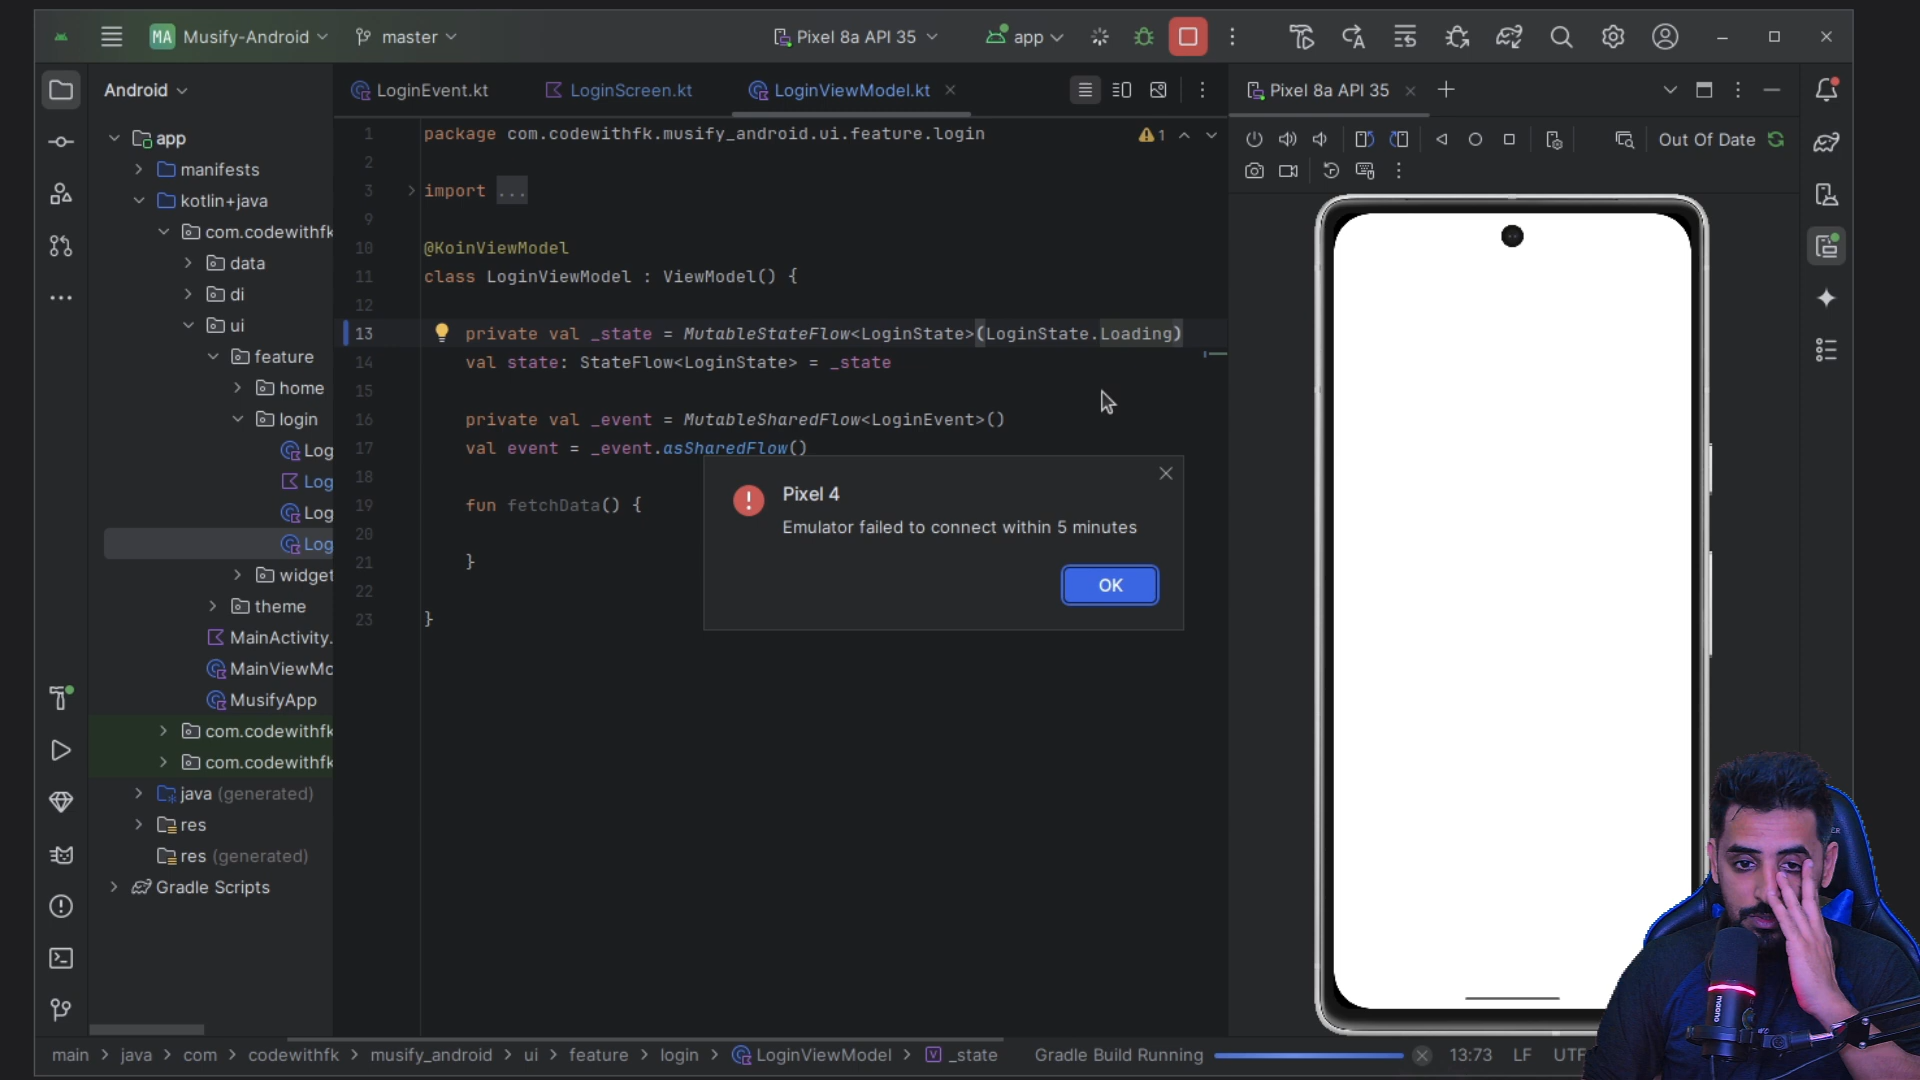 MA Musify-Android master Pixel 8a API 35 app
Android
LoginEvent.kt LoginScreen.kt LoginViewModel.kt
Pixel 8a API 35
Out Of Date
app
manifests
kotlin+java
com.codewithfk
data
di
ui
feature
home
login
Log
Log
Log
Log
widget
theme
MainActivity.
MainViewMo
MusifyApp
com.codewithfk
com.codewithfk
java (generated)
res
res (generated)
Gradle Scripts
1 package com.codewithfk.musify_android.ui.feature.login 1
2
3 import ...
9
10 @KoinViewModel
11 class LoginViewModel : ViewModel() {
12
13 private val _state = MutableStateFlow<LoginState>(LoginState.Loading)
14 val state: StateFlow<LoginState> = _state
15
16 private val _event = MutableSharedFlow<LoginEvent>()
17 val event = _event.asSharedFlow()
18
19 fun fetchData() {
20
21 }
22
23 }
Pixel 4
Emulator failed to connect within 5 minutes
OK
maono
main > java > com > codewithfk > musify_android > ui > feature > login > LoginViewModel > _state Gradle Build Running 13:73 LF UTF